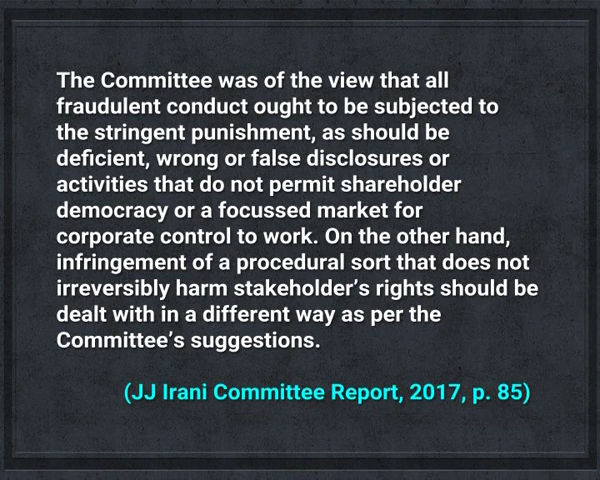 The Committee was of the view that all
fraudulent conduct ought to be subjected to
the stringent punishment, as should be
deficient, wrong or false disclosures or
activities that do not permit shareholder
democracy or a focussed market for
corporate control to work. On the other hand,
infringement of a procedural sort that does not
irreversibly harm stakeholder’s rights should be
dealt with in a different way as per the
Committee’s suggestions.
(JJ Irani Committee Report, 2017, p. 85)